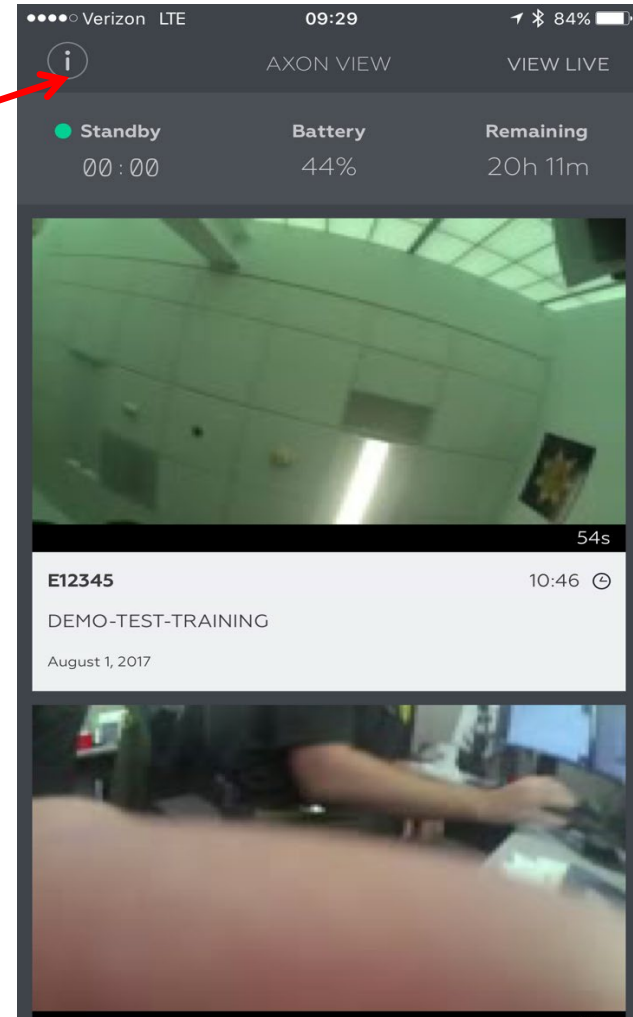 Verizon LTE 09:29 84%
i AXON VIEW VIEW LIVE
Standby Battery Remaining
00:00 44% 20h 11m
54s
E12345 10:46
DEMO-TEST-TRAINING
August 1, 2017